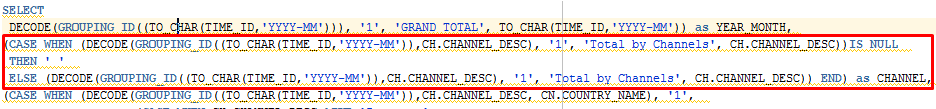 SELECT
DECODE(GROUPING_ID((TO_CHAR(TIME_ID,'YYYY-MM'))), '1', 'GRAND TOTAL', TO_CHAR(TIME_ID,'YYYY-MM')) as YEAR_MONTH,
(CASE WHEN (DECODE(GROUPING_ID((TO_CHAR(TIME_ID,'YYYY-MM')),CH.CHANNEL_DESC), '1', 'Total by Channels', CH.CHANNEL_DESC))IS NULL
THEN ' '
ELSE (DECODE(GROUPING_ID((TO_CHAR(TIME_ID,'YYYY-MM')),CH.CHANNEL_DESC), '1', 'Total by Channels', CH.CHANNEL_DESC)) END) as CHANNEL,
(CASE WHEN (DECODE(GROUPING_ID((TO_CHAR(TIME_ID,'YYYY-MM')),CH.CHANNEL_DESC, CN.COUNTRY_NAME), '1',